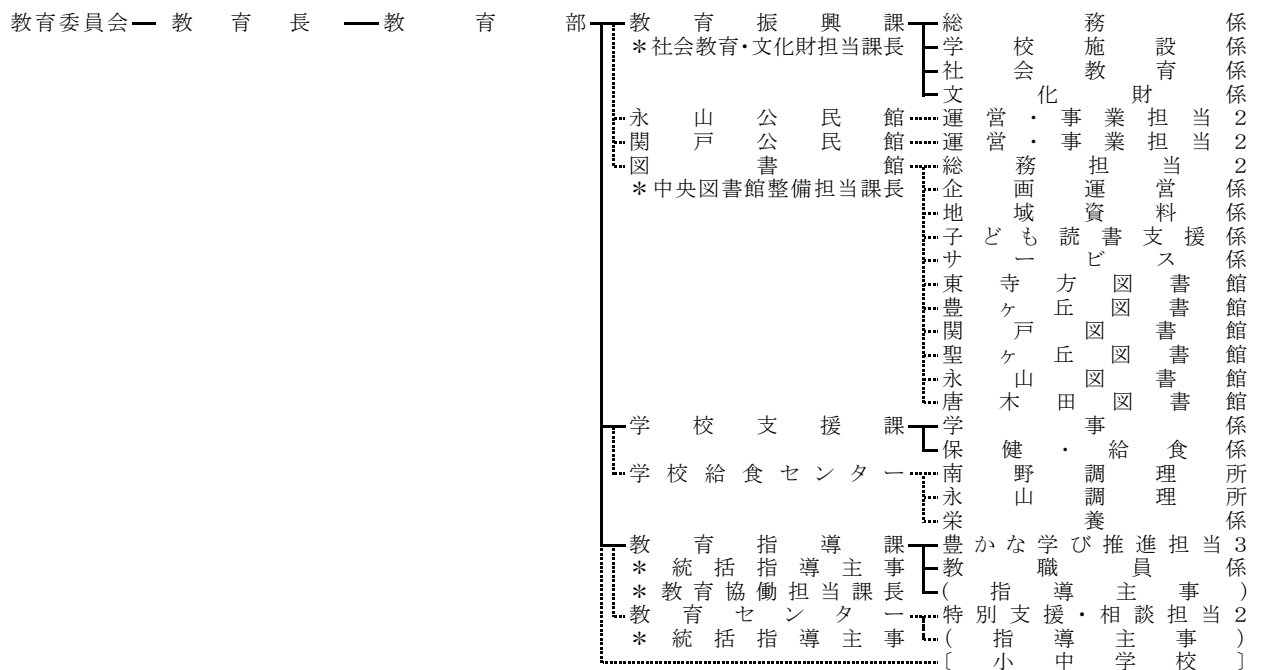 教育委員会 教育長 教育部 教育振興課 総務係
＊社会教育・文化財担当課長 学校施設係
社会教育係
文化財係
永山公民館 運営・事業担当2
関戸公民館 運営・事業担当2
図書館 総務担当2
＊中央図書館整備担当課長 企画運営係
地域資料係
子ども読書支援係
サービス係
東寺方図書館
豊ヶ丘図書館
関戸図書館
聖ヶ丘図書館
永山図書館
唐木田図書館
学校支援課 学事係
保健・給食係
学校給食センター 南野調理所
永山調理所
栄養係
教育指導課 豊かな学び推進担当3
＊統括指導主事 教職員係
＊教育協働担当課長 (指導主事)
教育センター 特別支援・相談担当2
＊統括指導主事 (指導主事)
〔小中学校〕